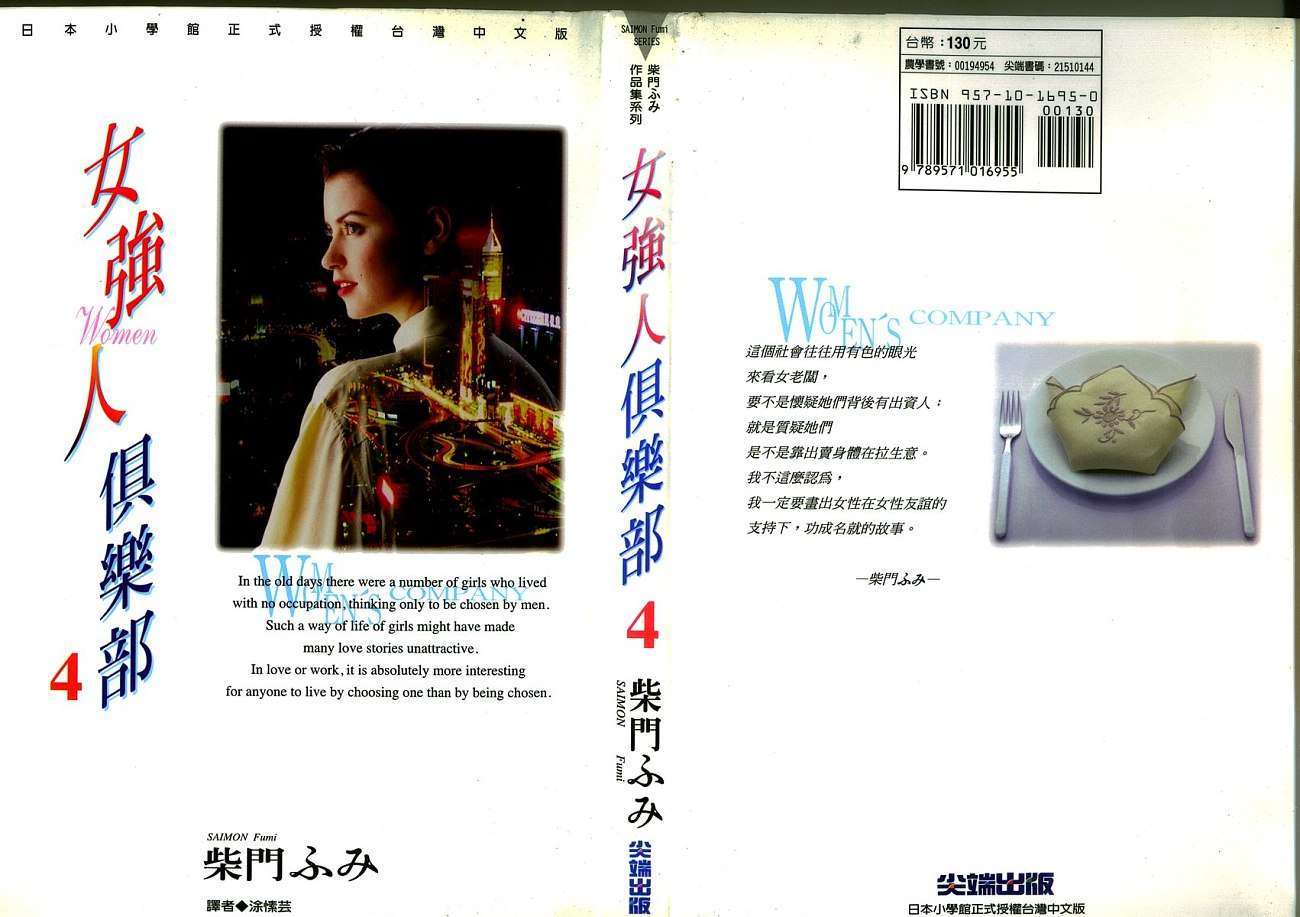 日本小學館正式授權台灣中文版
女強人俱樂部
Women
4
WOMEN'S COMPANY
In the old days there were a number of girls who lived
with no occupation, thinking only to be chosen by men.
Such a way of life of girls might have made
many love stories unattractive.
In love or work, it is absolutely more interesting
for anyone to live by choosing one than by being chosen.
SAIMON Fumi
柴門ふみ
譯者◆涂愫芸
SAIMON Fumi
SERIES
柴門ふみ
作品集系列
女強人俱樂部
4
柴門ふみ
SAIMON Fumi
尖端出版
台幣：130元
農學書號：00194954 尖端書碼：21510144
ISBN 957-10-1695-0
00130
9 789571 016955
WOMEN'S COMPANY
這個社會往往用有色的眼光
來看女老闆，
要不是懷疑她們背後有出資人；
就是質疑她們
是不是靠出賣身體在拉生意。
我不這麼認為，
我一定要畫出女性在女性友誼的
支持下，功成名就的故事。
—柴門ふみ—
尖端出版
日本小學館正式授權台灣中文版